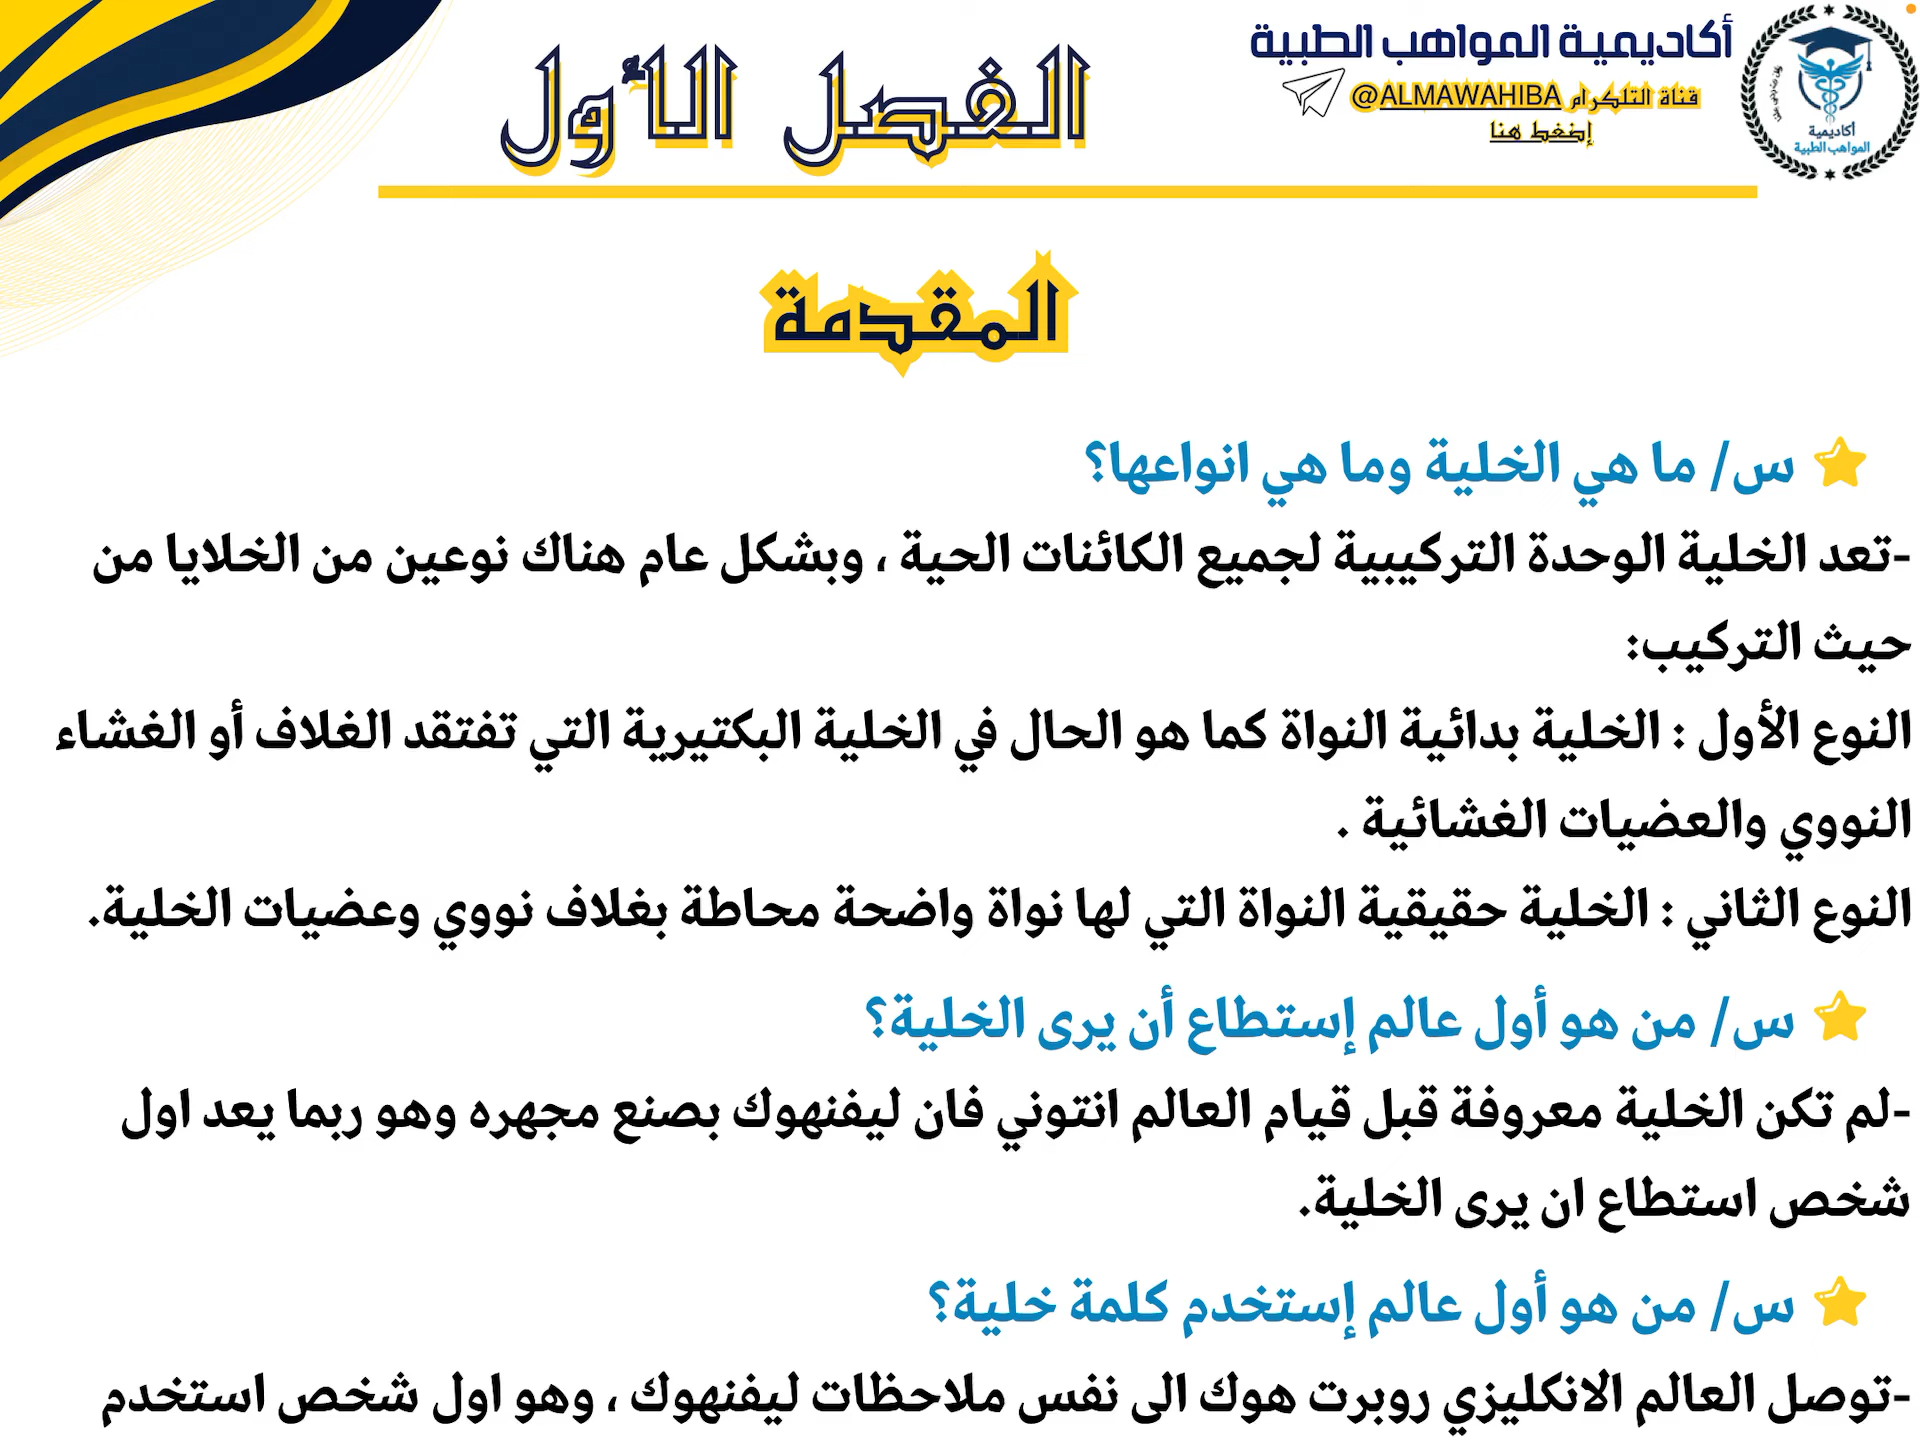 أكاديمية المواهب الطبية
قناة التلكرام @ALMAWAHIBA
إضغط هنا
أكاديمية
المواهب الطبية
الفصل الأول
المقدمة
س/ ما هي الخلية وما هي انواعها؟
-تعد الخلية الوحدة التركيبية لجميع الكائنات الحية ، وبشكل عام هناك نوعين من الخلايا من
حيث التركيب:
النوع الأول : الخلية بدائية النواة كما هو الحال في الخلية البكتيرية التي تفتقد الغلاف أو الغشاء
النووي والعضيات الغشائية .
النوع الثاني : الخلية حقيقية النواة التي لها نواة واضحة محاطة بغلاف نووي وعضيات الخلية.
س/ من هو أول عالم إستطاع أن يرى الخلية؟
-لم تكن الخلية معروفة قبل قيام العالم انتوني فان ليفنهوك بصنع مجهره وهو ربما يعد اول
شخص استطاع ان يرى الخلية.
س/ من هو أول عالم إستخدم كلمة خلية؟
-توصل العالم الانكليزي روبرت هوك الى نفس ملاحظات ليفنهوك ، وهو اول شخص استخدم